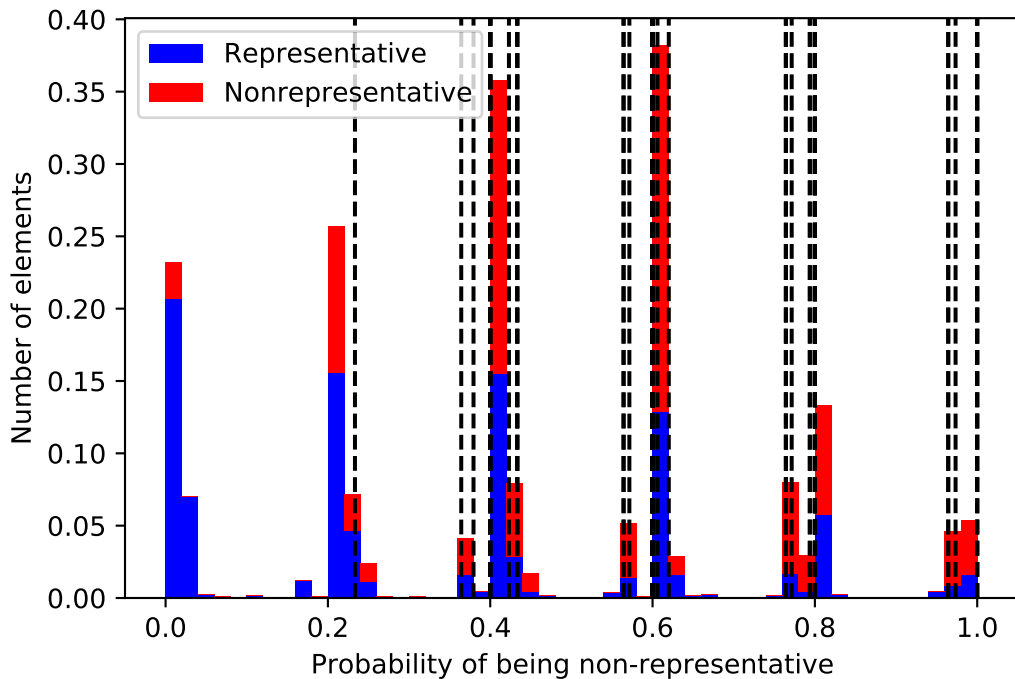 0.40
0.35
0.30
0.25
0.20
0.15
0.10
0.05
0.00
Number of elements
Representative
Nonrepresentative
0.0 0.2 0.4 0.6 0.8 1.0
Probability of being non-representative